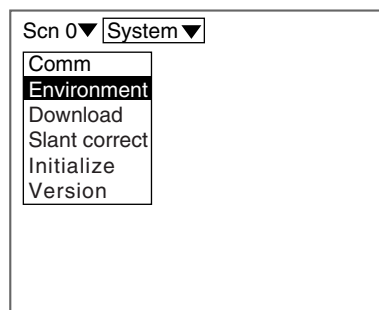 Scn 0▼ System ▼
Comm
Environment
Download
Slant correct
Initialize
Version